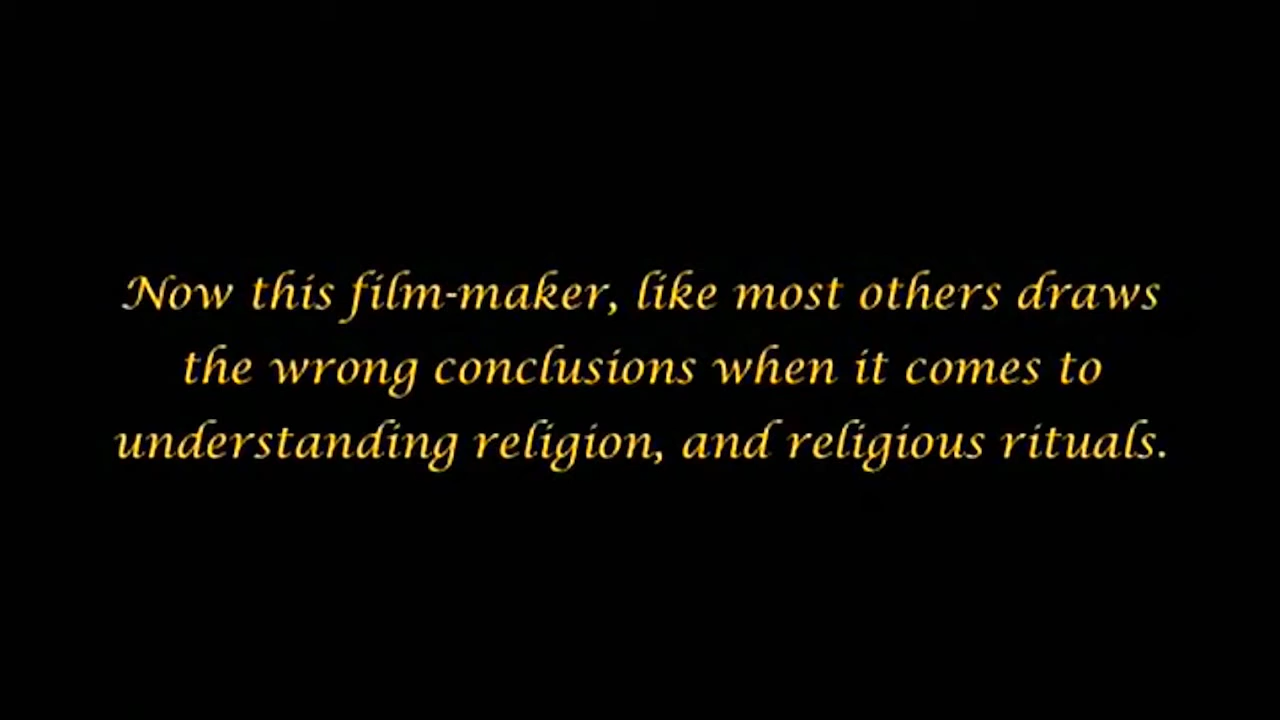 Now this film-maker, like most others draws
the wrong conclusions when it comes to
understanding religion, and religious rituals.